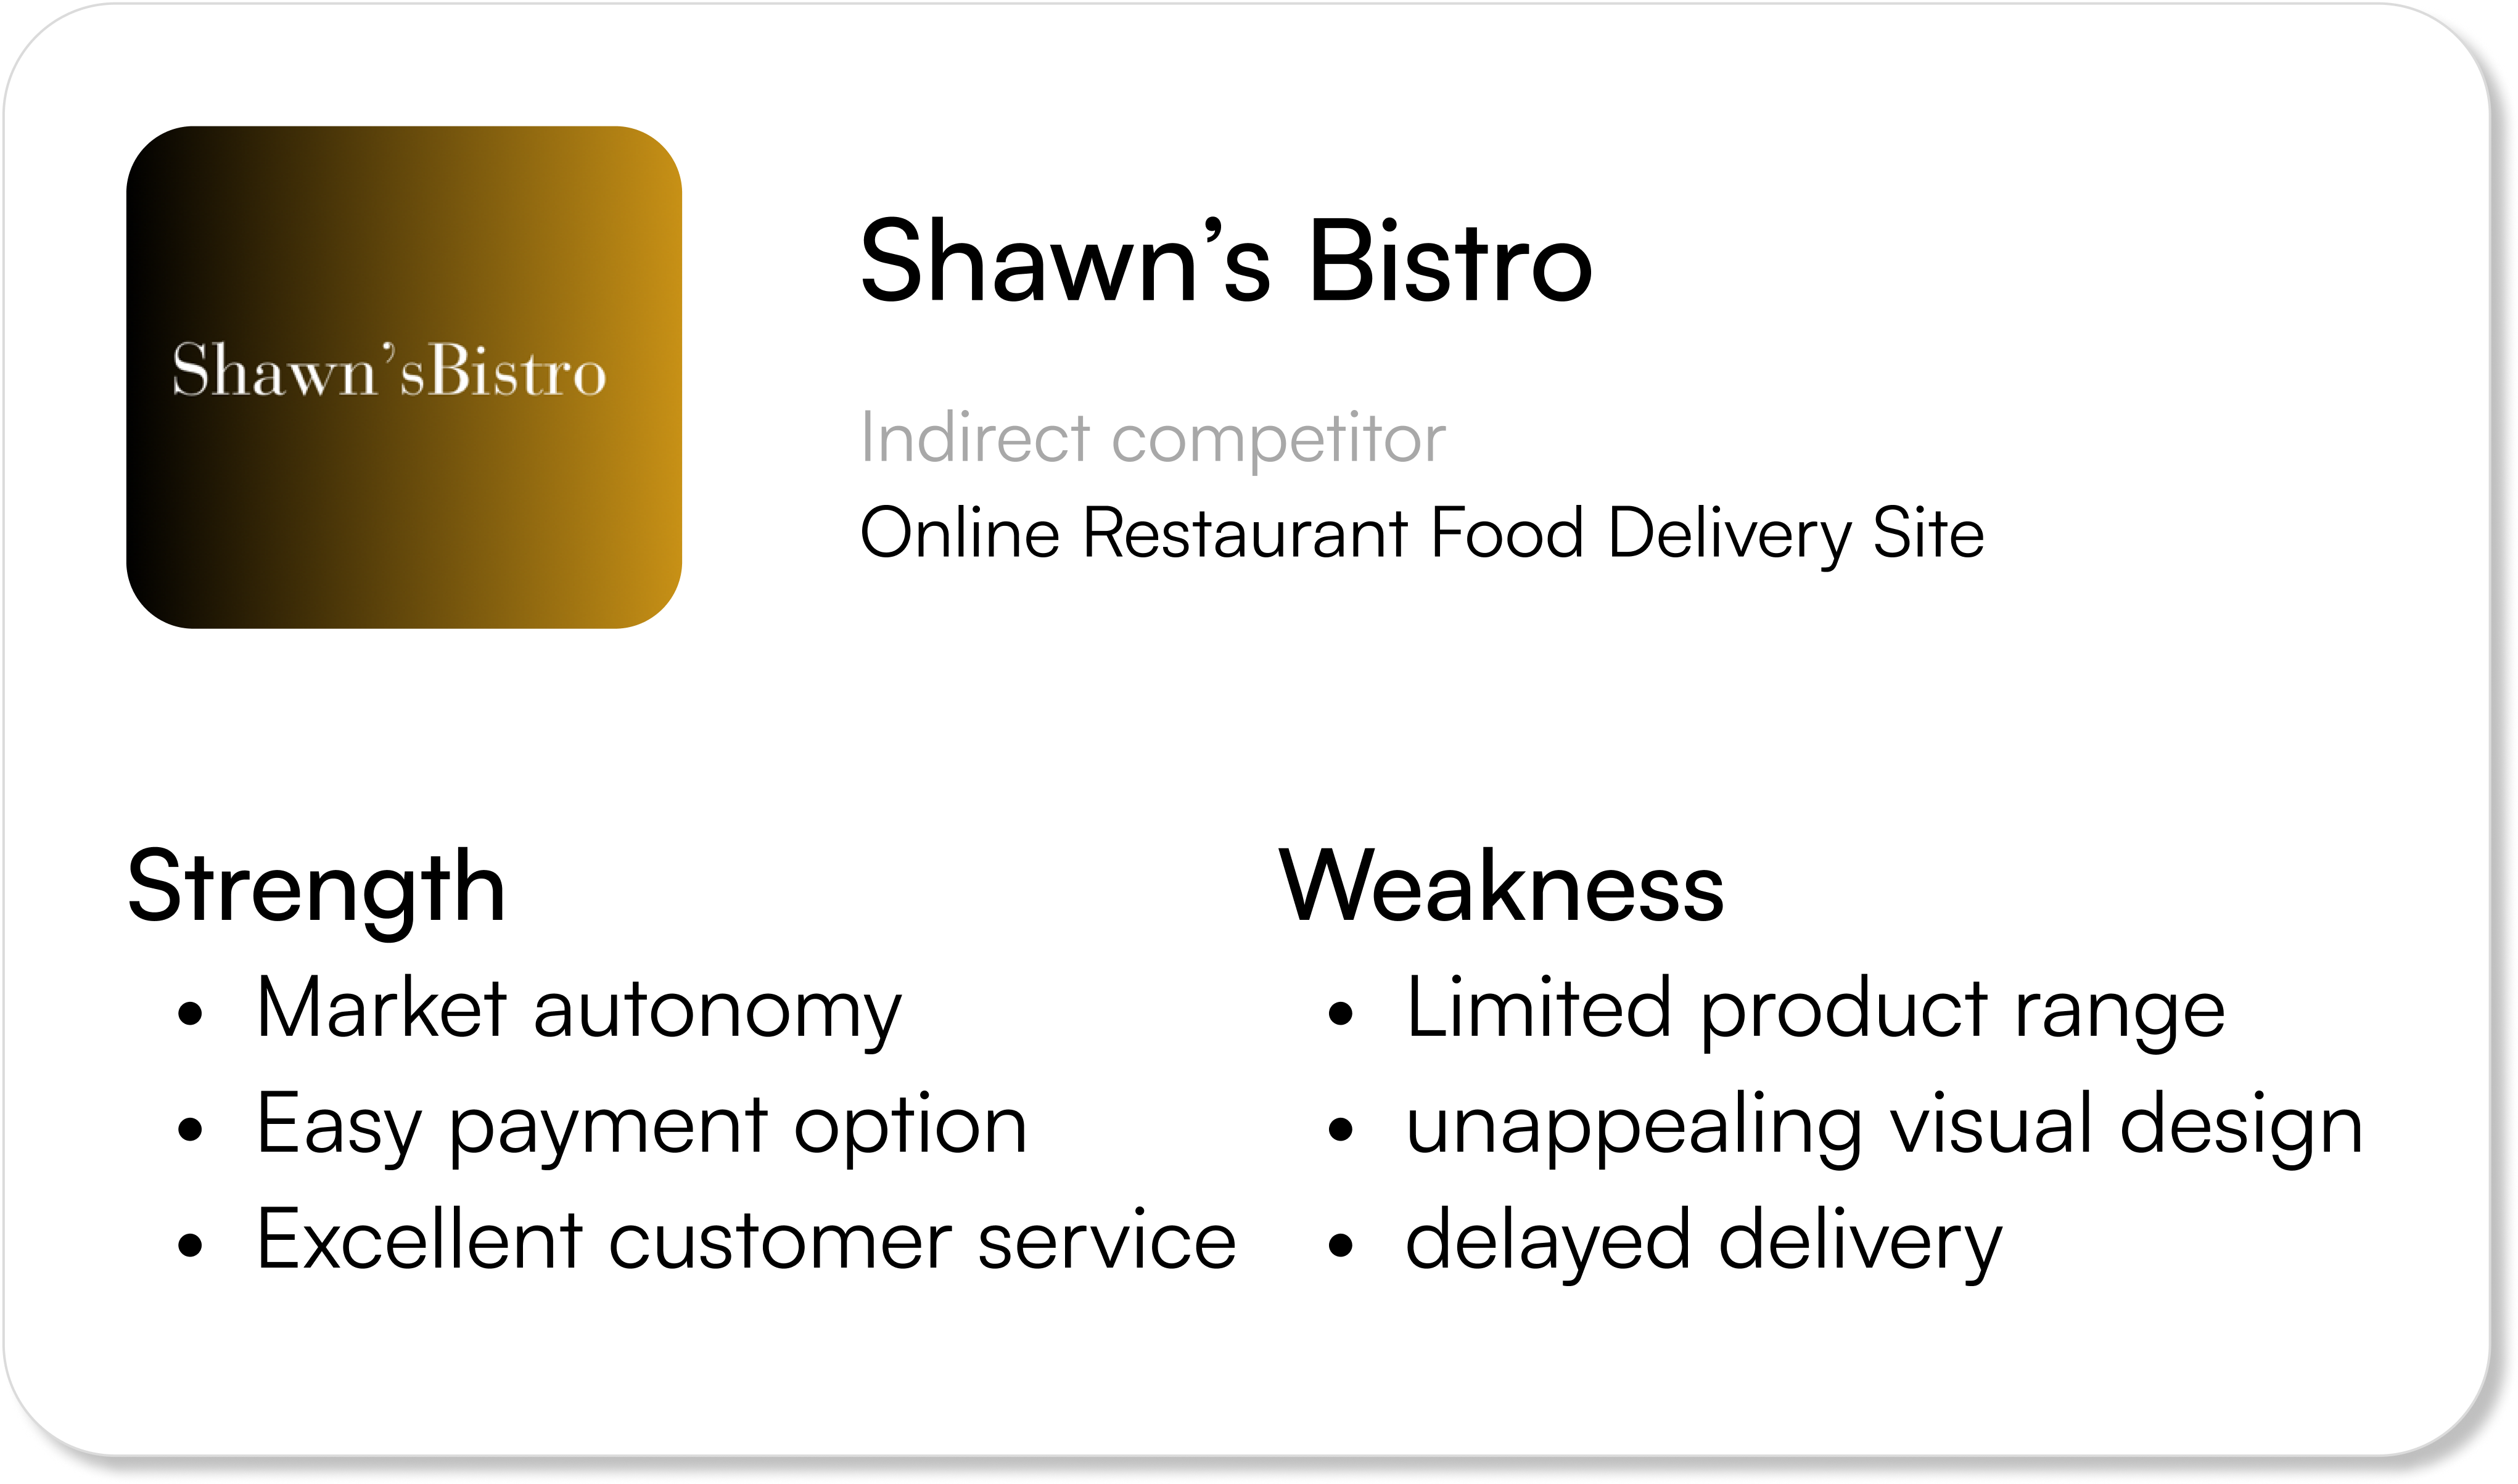 Shawn’sBistro
Shawn’s Bistro
Indirect competitor
Online Restaurant Food Delivery Site
Strength
• Market autonomy
• Easy payment option
• Excellent customer service
Weakness
• Limited product range
• unappealing visual design
• delayed delivery